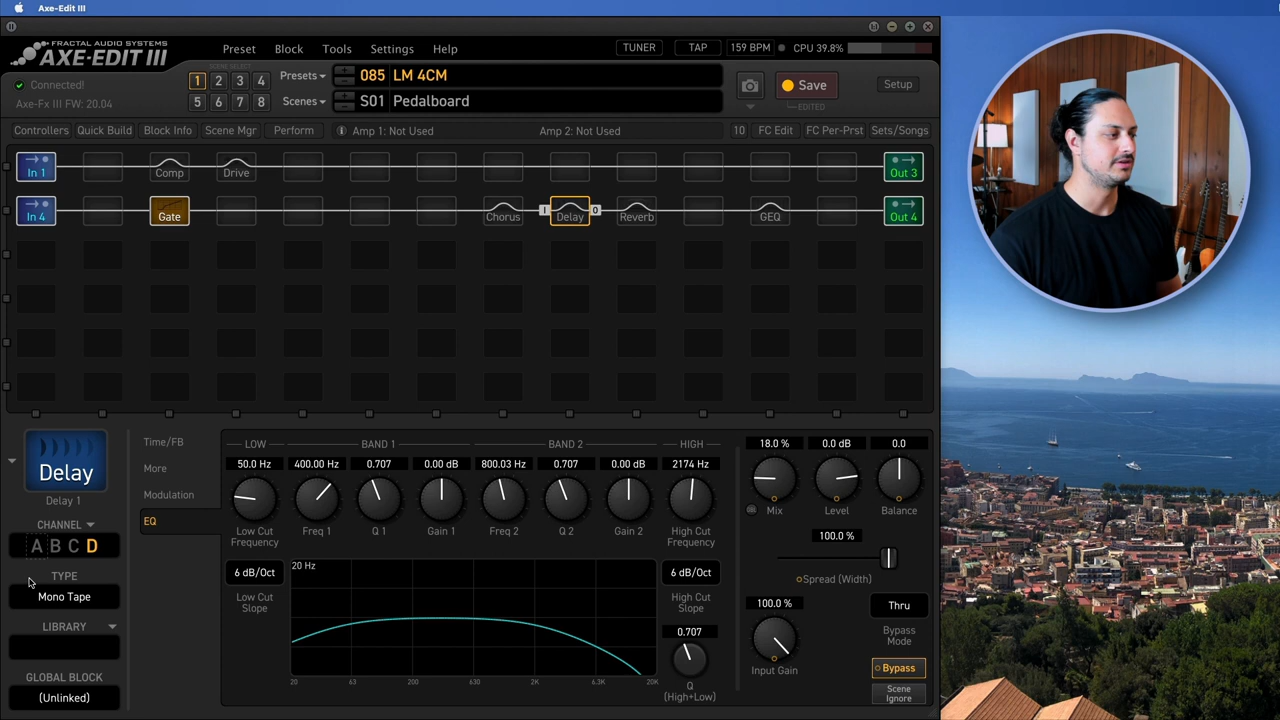 Axe-Edit III
FRACTAL AUDIO SYSTEMS
AXE-EDIT III
Preset Block Tools Settings Help
TUNER TAP 159 BPM CPU 39.8%
Connected!
Axe-Fx III FW: 20.04
SCENE SELECT
1 2 3 4
5 6 7 8
Presets 085 LM 4CM
Scenes S01 Pedalboard
Save
EDITED
Setup
Controllers Quick Build Block Info Scene Mgr Perform Amp 1: Not Used Amp 2: Not Used 10 FC Edit FC Per-Prst Sets/Songs
In 1 Comp Drive Out 3
In 4 Gate Chorus I Delay O Reverb GEQ Out 4
Delay
Delay 1
CHANNEL
A B C D
TYPE
Mono Tape
LIBRARY
GLOBAL BLOCK
(Unlinked)
Time/FB
More
Modulation
EQ
LOW BAND 1 BAND 2 HIGH
50.0 Hz 400.00 Hz 0.707 0.00 dB 800.03 Hz 0.707 0.00 dB 2174 Hz
Low Cut Frequency Freq 1 Q 1 Gain 1 Freq 2 Q 2 Gain 2 High Cut Frequency
6 dB/Oct
Low Cut Slope
20 Hz
20 63 200 630 2K 6.3K 20K
6 dB/Oct
High Cut Slope
0.707
Q
(High+Low)
18.0 % 0.0 dB 0.0
Mix Level Balance
100.0 %
Spread (Width)
100.0 %
Input Gain
Thru
Bypass Mode
Bypass
Scene Ignore